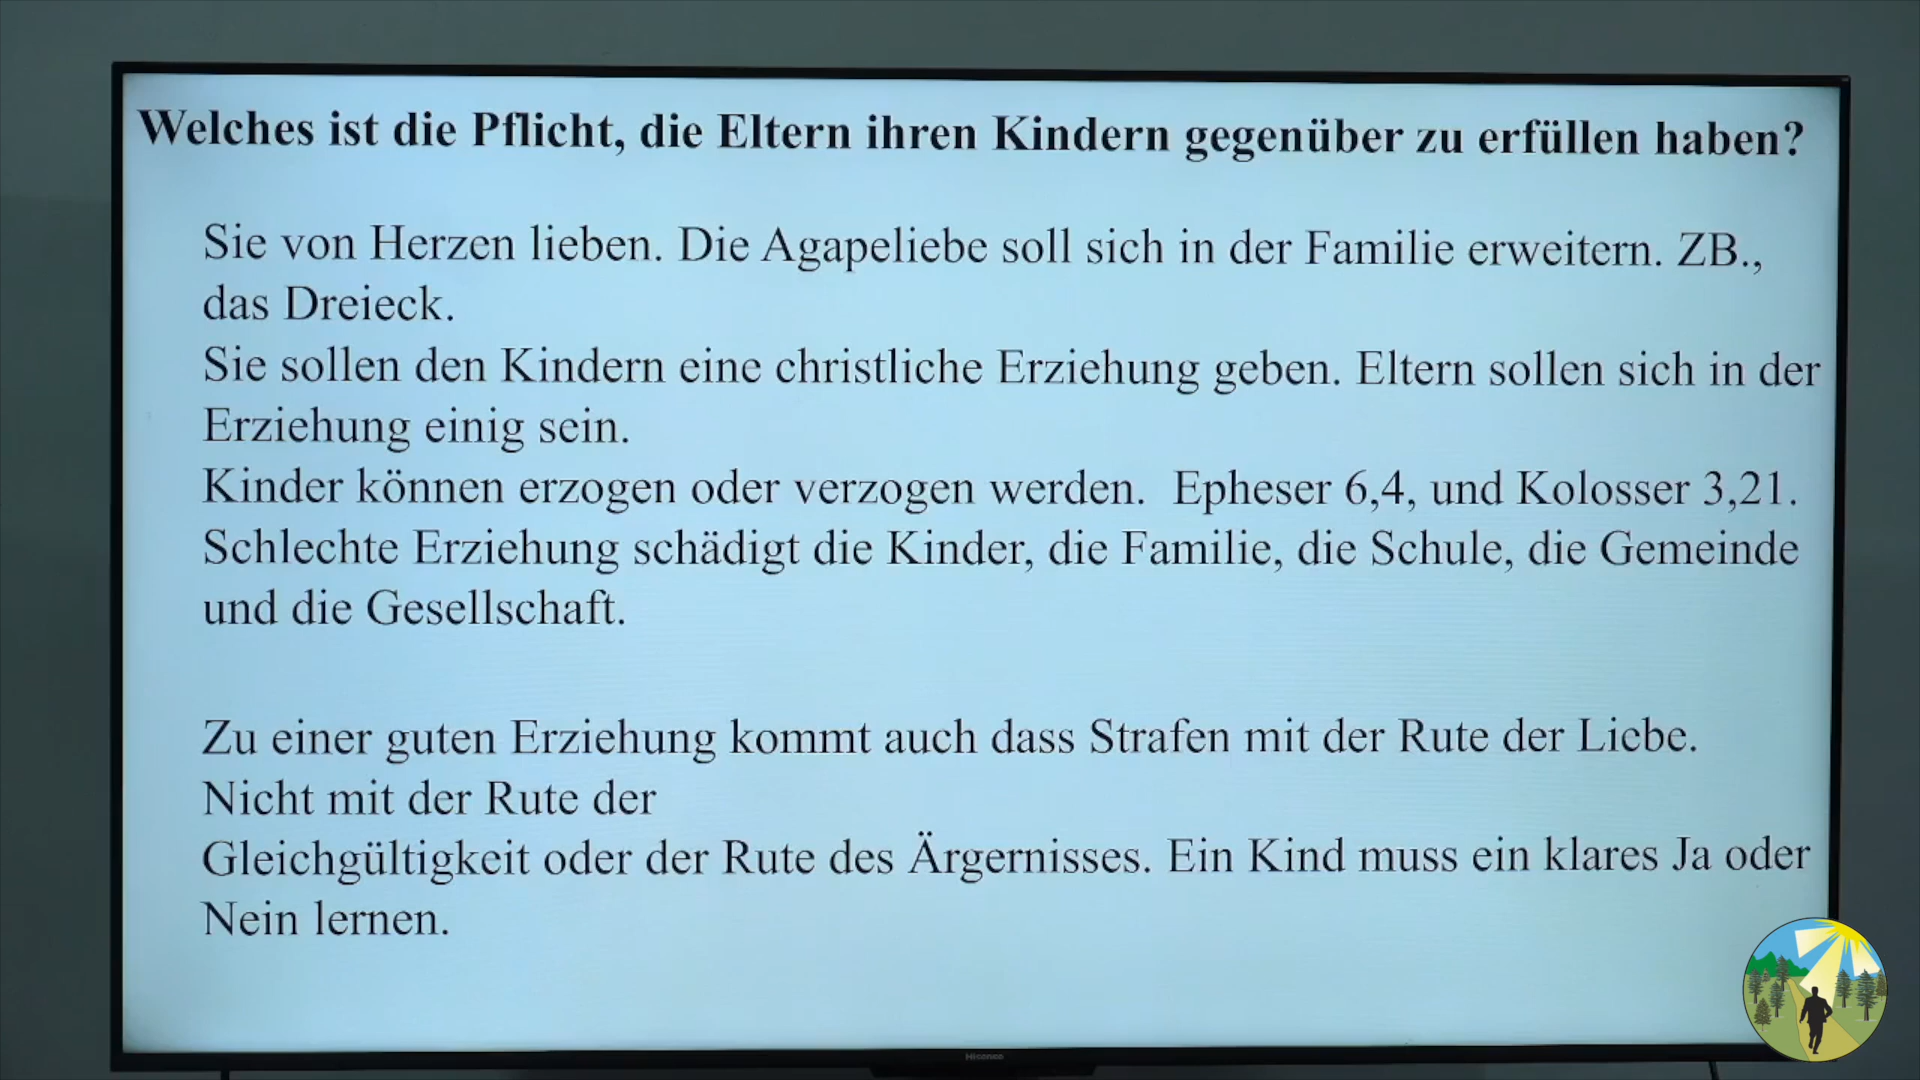 Welches ist die Pflicht, die Eltern ihren Kindern gegenüber zu erfüllen haben?
Sie von Herzen lieben. Die Agapeliebe soll sich in der Familie erweitern. ZB.,
das Dreieck.
Sie sollen den Kindern eine christliche Erziehung geben. Eltern sollen sich in der
Erziehung einig sein.
Kinder können erzogen oder verzogen werden. Epheser 6,4, und Kolosser 3,21.
Schlechte Erziehung schädigt die Kinder, die Familie, die Schule, die Gemeinde
und die Gesellschaft.
Zu einer guten Erziehung kommt auch dass Strafen mit der Rute der Liebe.
Nicht mit der Rute der
Gleichgültigkeit oder der Rute des Ärgernisses. Ein Kind muss ein klares Ja oder
Nein lernen.
Hisense